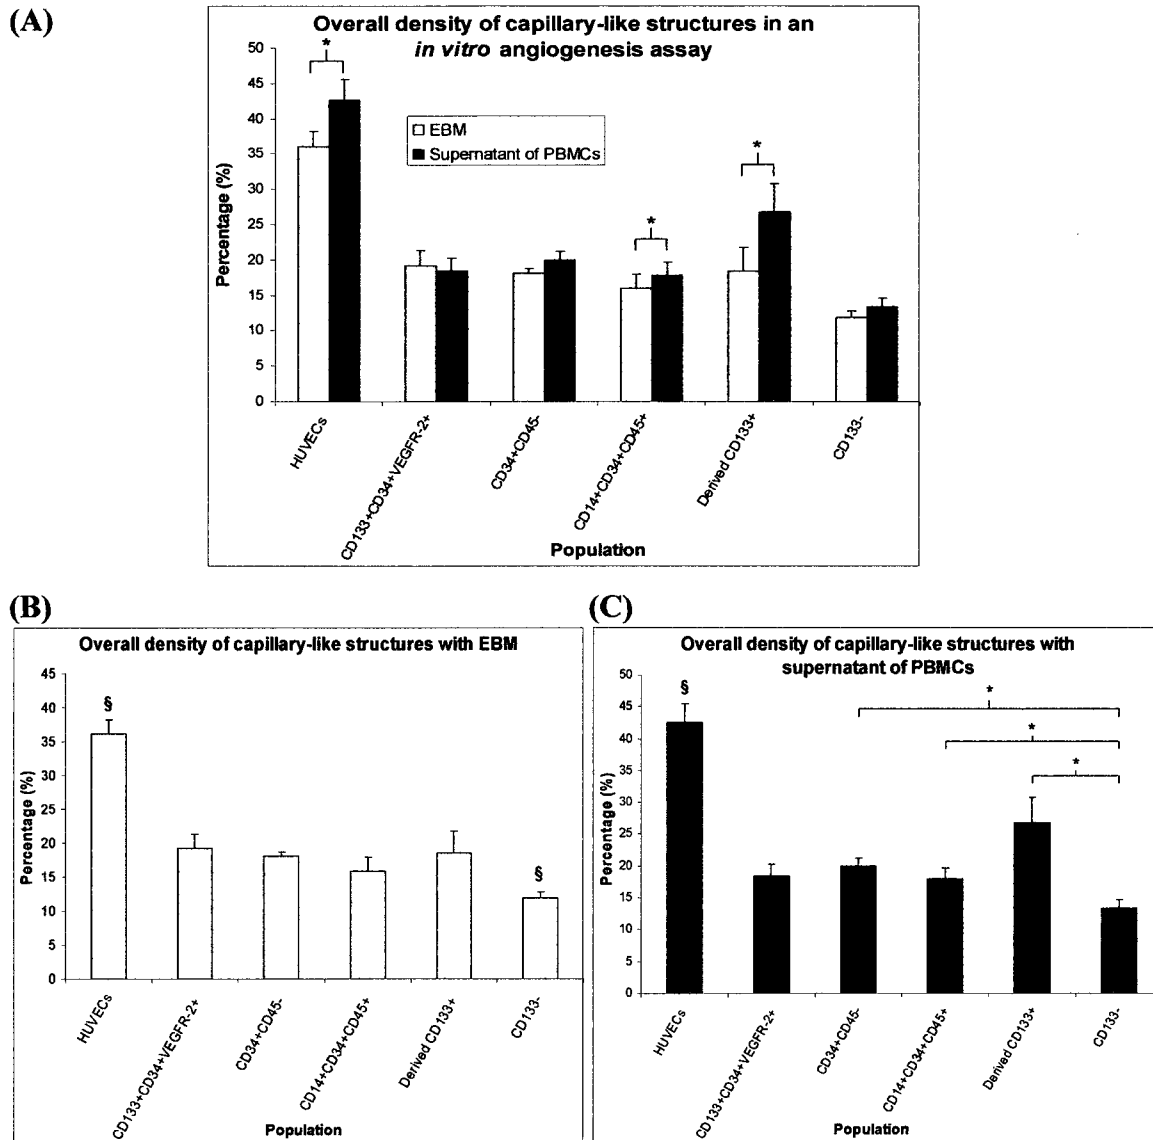 (A)
Overall density of capillary-like structures in an
in vitro angiogenesis assay
50
45
40
35
30
25
20
15
10
5
0
Percentage (%)
*
*
*
EBM
Supernatant of PBMCs
HUVECs
CD133+CD34+VEGFR-2+
CD34+CD45-
CD14+CD34+CD45+
Derived CD133+
CD133-
Population
(B)
Overall density of capillary-like structures with EBM
45
40
35
30
25
20
15
10
5
0
Percentage (%)
§
§
HUVECs
CD133+CD34+VEGFR-2+
CD34+CD45-
CD14+CD34+CD45+
Derived CD133+
CD133-
Population
(C)
Overall density of capillary-like structures with
supernatant of PBMCs
50
45
40
35
30
25
20
15
10
5
0
Percentage (%)
§
*
*
*
HUVECs
CD133+CD34+VEGFR-2+
CD34+CD45-
CD14+CD34+CD45+
Derived CD133+
CD133-
Population